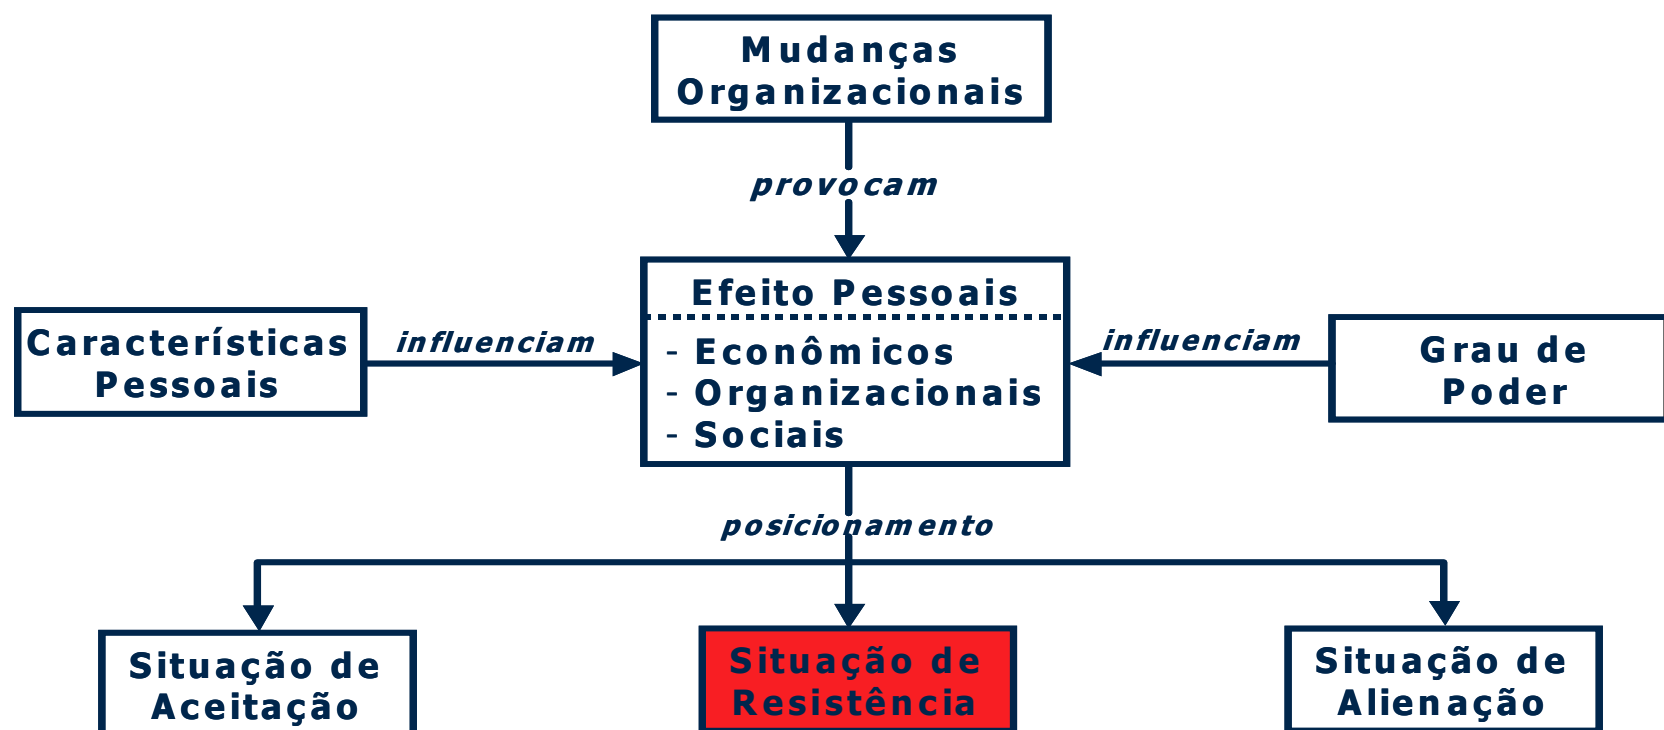 Mudanças
Organizacionais
provocam
Efeito Pessoais
Características
Pessoais
influenciam
- Econômicos
- Organizacionais
- Sociais
influenciam
Grau de
Poder
posicionamento
Situação de
Aceitação
Situação de
Resistência
Situação de
Alienação